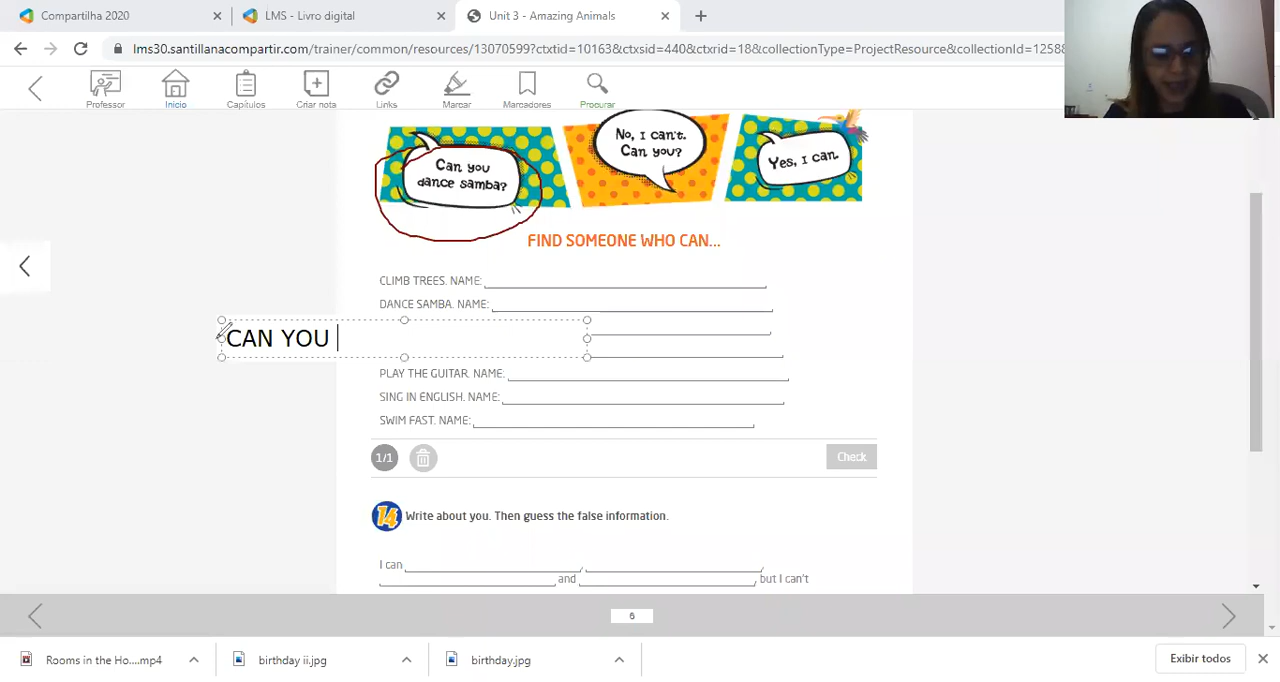 Compartilha 2020
LMS - Livro digital
Unit 3 - Amazing Animals
lms30.santillanacompartir.com/trainer/common/resources/13070599?ctxtid=10163&ctxsid=440&ctxrid=18&collectionType=ProjectResource&collectionId=12588
Professor
Início
Capítulos
Criar nota
Links
Marcar
Marcadores
Procurar
Can you
dance samba?
No, I can't.
Can you?
Yes, I can.
FIND SOMEONE WHO CAN...
CLIMB TREES. NAME:
DANCE SAMBA. NAME:
CAN YOU
PLAY THE GUITAR. NAME:
SING IN ENGLISH. NAME:
SWIM FAST. NAME:
1/1
Check
14 Write about you. Then guess the false information.
I can
and but I can't
6
Rooms in the Ho....mp4
birthday ii.jpg
birthday.jpg
Exibir todos